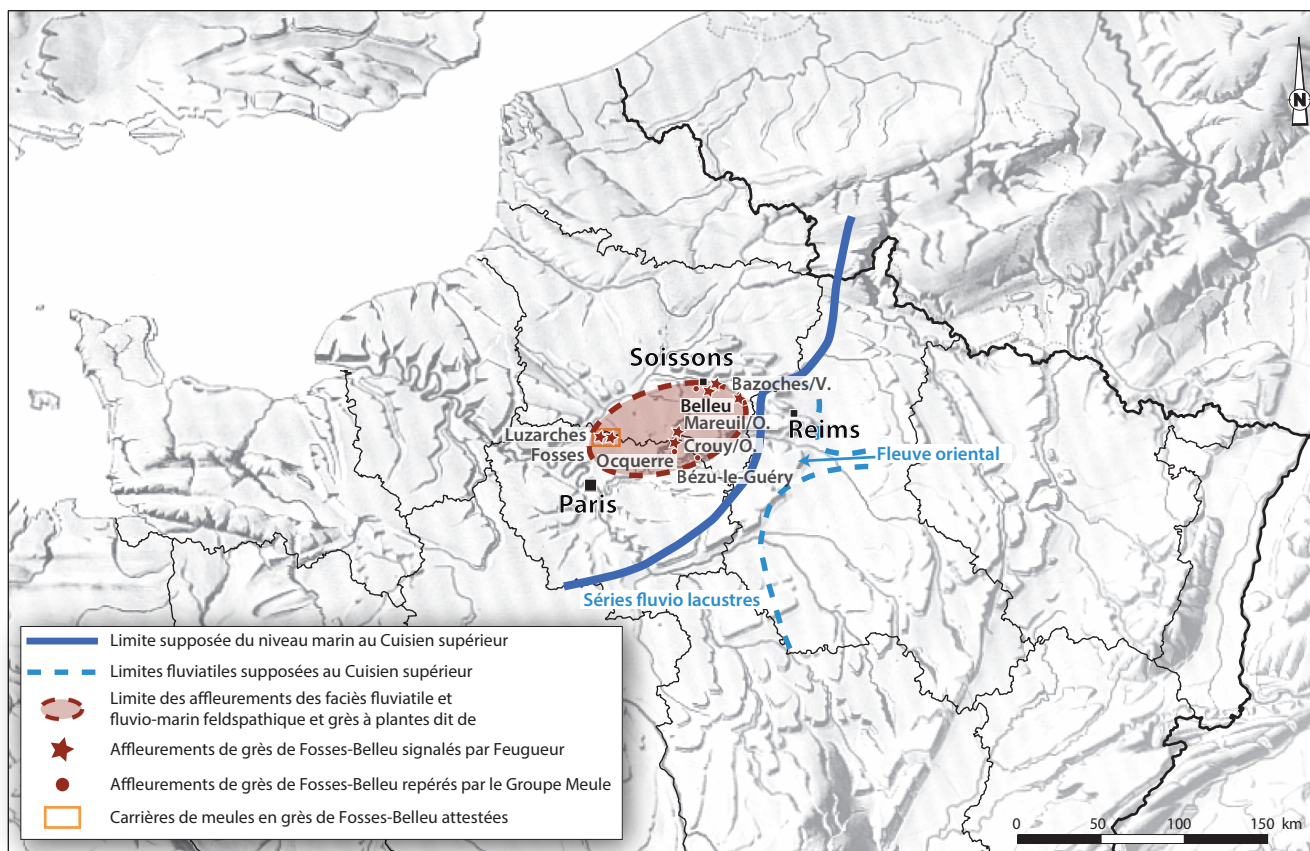 N
Soissons
Bazoches/V.
Belleu
Mareuil/O.
Reims
Luzarches
Crouy/O.
Fosses
Ocquerre
Fleuve oriental
Bézu-le-Guéry
Paris
Séries fluvio lacustres
Limite supposée du niveau marin au Cuisien supérieur
Limites fluviatiles supposées au Cuisien supérieur
Limite des affleurements des faciès fluviatile et
fluvio-marin feldspathique et grès à plantes dit de
Affleurements de grès de Fosses-Belleu signalés par Feugueur
Affleurements de grès de Fosses-Belleu repérés par le Groupe Meule
Carrières de meules en grès de Fosses-Belleu attestées
0 50 100 150 km